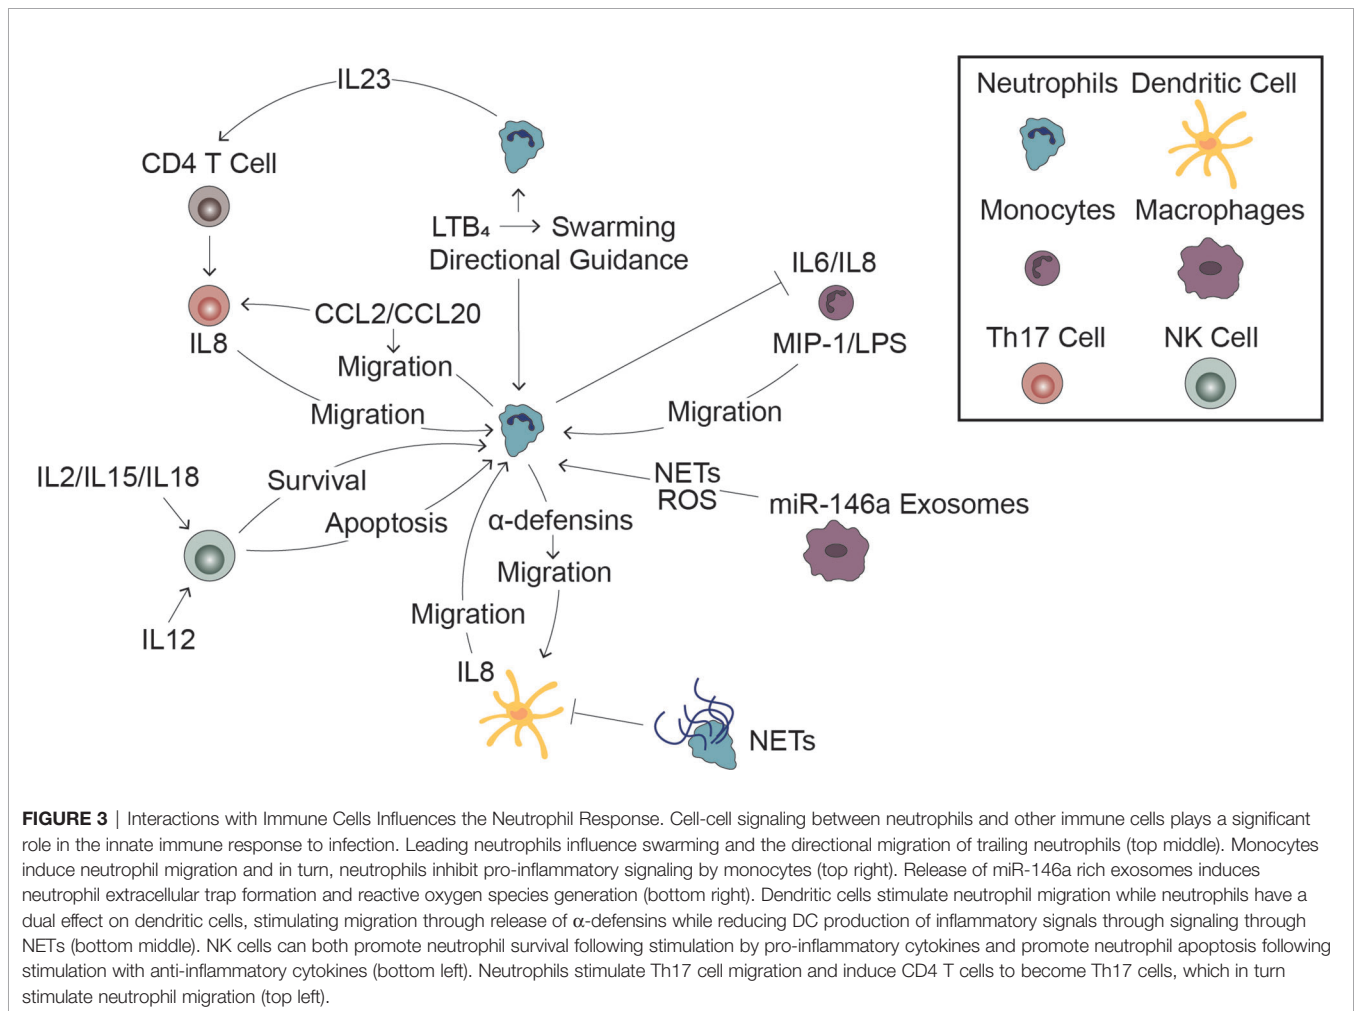 IL23
CD4 T Cell
LTB₄ Swarming
Directional Guidance
IL8
CCL2/CCL20
Migration
Migration
IL6/IL8
MIP-1/LPS
Migration
IL2/IL15/IL18
Survival
Apoptosis
IL12
NETs
ROS
miR-146a Exosomes
α-defensins
Migration
Migration
IL8
NETs
Neutrophils Dendritic Cell
Monocytes Macrophages
Th17 Cell NK Cell
FIGURE 3 | Interactions with Immune Cells Influences the Neutrophil Response. Cell-cell signaling between neutrophils and other immune cells plays a significant
role in the innate immune response to infection. Leading neutrophils influence swarming and the directional migration of trailing neutrophils (top middle). Monocytes
induce neutrophil migration and in turn, neutrophils inhibit pro-inflammatory signaling by monocytes (top right). Release of miR-146a rich exosomes induces
neutrophil extracellular trap formation and reactive oxygen species generation (bottom right). Dendritic cells stimulate neutrophil migration while neutrophils have a
dual effect on dendritic cells, stimulating migration through release of α-defensins while reducing DC production of inflammatory signals through signaling through
NETs (bottom middle). NK cells can both promote neutrophil survival following stimulation by pro-inflammatory cytokines and promote neutrophil apoptosis following
stimulation with anti-inflammatory cytokines (bottom left). Neutrophils stimulate Th17 cell migration and induce CD4 T cells to become Th17 cells, which in turn
stimulate neutrophil migration (top left).